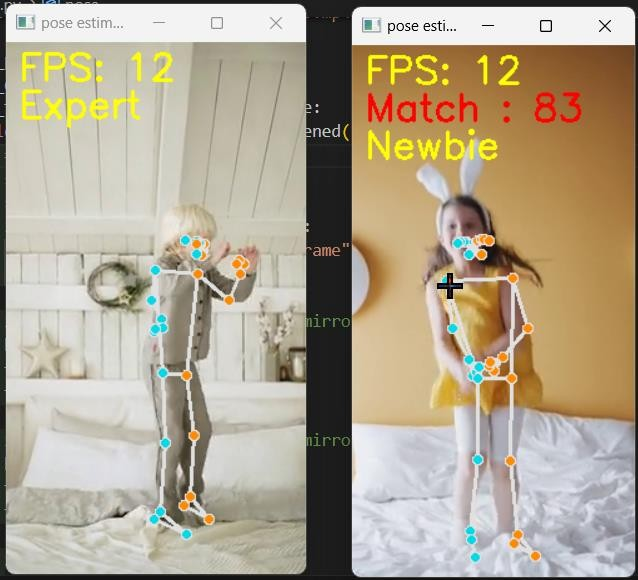 pose estim...
FPS: 12
Expert
pose esti...
FPS: 12
Match : 83
Newbie
e:
ened(
:
rame"
mirro
mirro